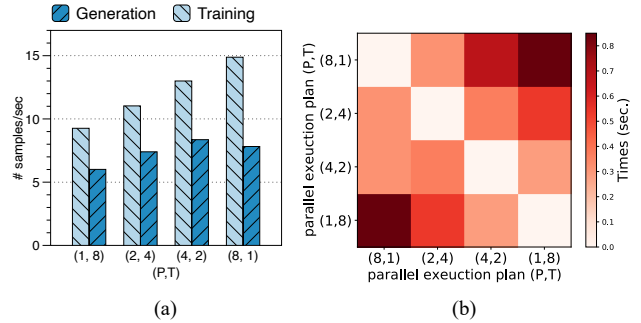 Generation Training
15
10
5
0
# samples/sec
(1, 8) (2, 4) (4, 2) (8, 1)
(P,T)
(a)
parallel exeuction plan (P,T)
(8,1)
(2,4)
(4,2)
(1,8)
(8,1) (2,4) (4,2) (1,8)
parallel exeuction plan (P,T)
0.8
0.7
0.6
0.5
0.4
0.3
0.2
0.1
0.0
Times (sec.)
(b)